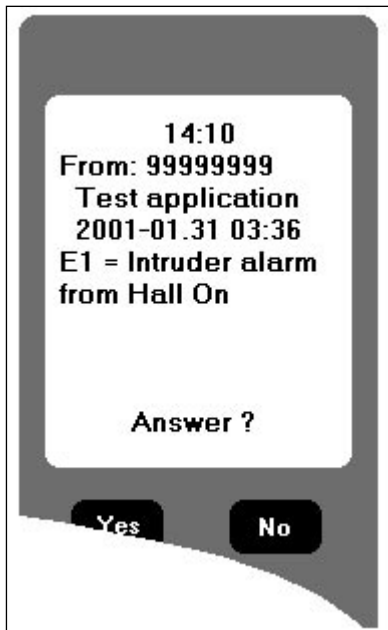 14:10
From: 99999999
Test application
2001-01.31 03:36
E1 = Intruder alarm
from Hall On
Answer ?
Yes No